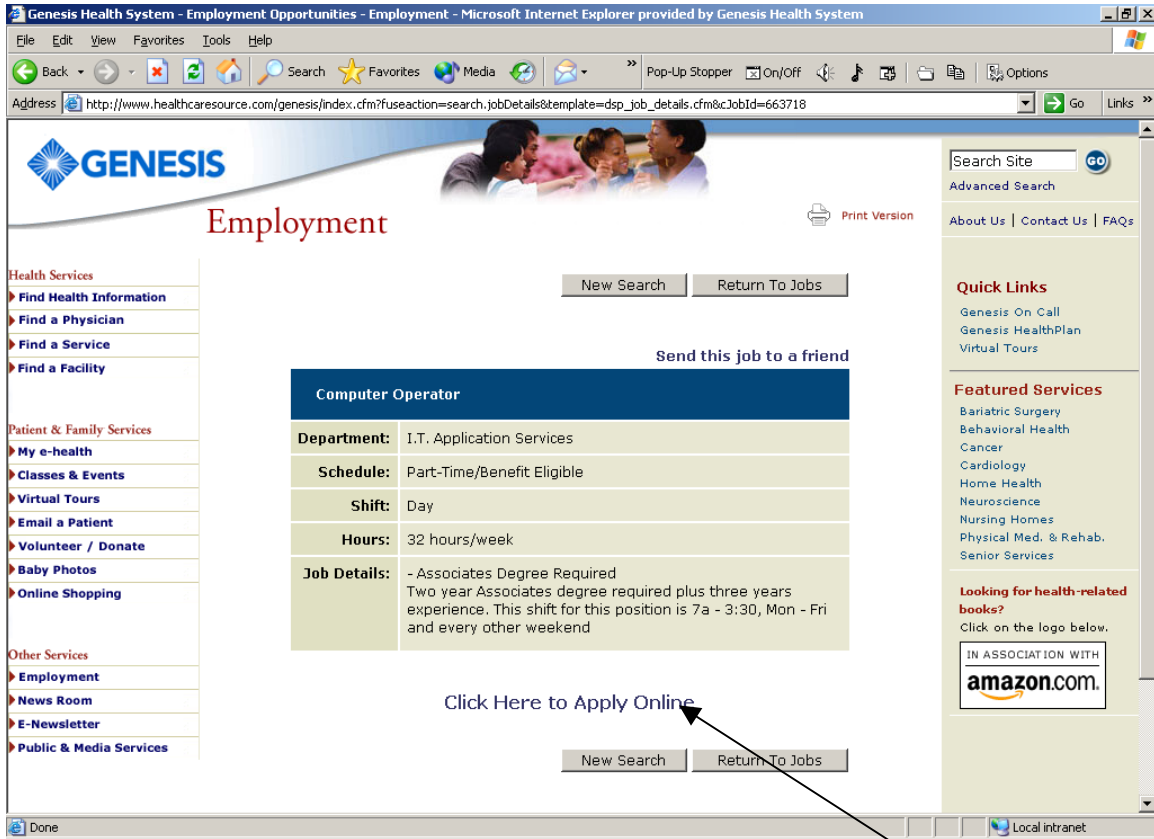 Genesis Health System - Employment Opportunities - Employment - Microsoft Internet Explorer provided by Genesis Health System
File Edit View Favorites Tools Help
Back Search Favorites Media » Pop-Up Stopper On/Off Options
Address http://www.healthcaresource.com/genesis/index.cfm?fuseaction=search.jobDetails&template=dsp_job_details.cfm&cJobId=663718 Go Links »
GENESIS
Employment
Print Version
Search Site GO
Advanced Search
About Us | Contact Us | FAQs
Health Services
Find Health Information
Find a Physician
Find a Service
Find a Facility
Patient & Family Services
My e-health
Classes & Events
Virtual Tours
Email a Patient
Volunteer / Donate
Baby Photos
Online Shopping
Other Services
Employment
News Room
E-Newsletter
Public & Media Services
New Search Return To Jobs
Send this job to a friend
Computer Operator
Department: I.T. Application Services
Schedule: Part-Time/Benefit Eligible
Shift: Day
Hours: 32 hours/week
Job Details: - Associates Degree Required
Two year Associates degree required plus three years
experience. This shift for this position is 7a - 3:30, Mon - Fri
and every other weekend
Click Here to Apply Online
New Search Return To Jobs
Quick Links
Genesis On Call
Genesis HealthPlan
Virtual Tours
Featured Services
Bariatric Surgery
Behavioral Health
Cancer
Cardiology
Home Health
Neuroscience
Nursing Homes
Physical Med. & Rehab.
Senior Services
Looking for health-related
books?
Click on the logo below.
IN ASSOCIATION WITH
amazon.com.
Done Local intranet